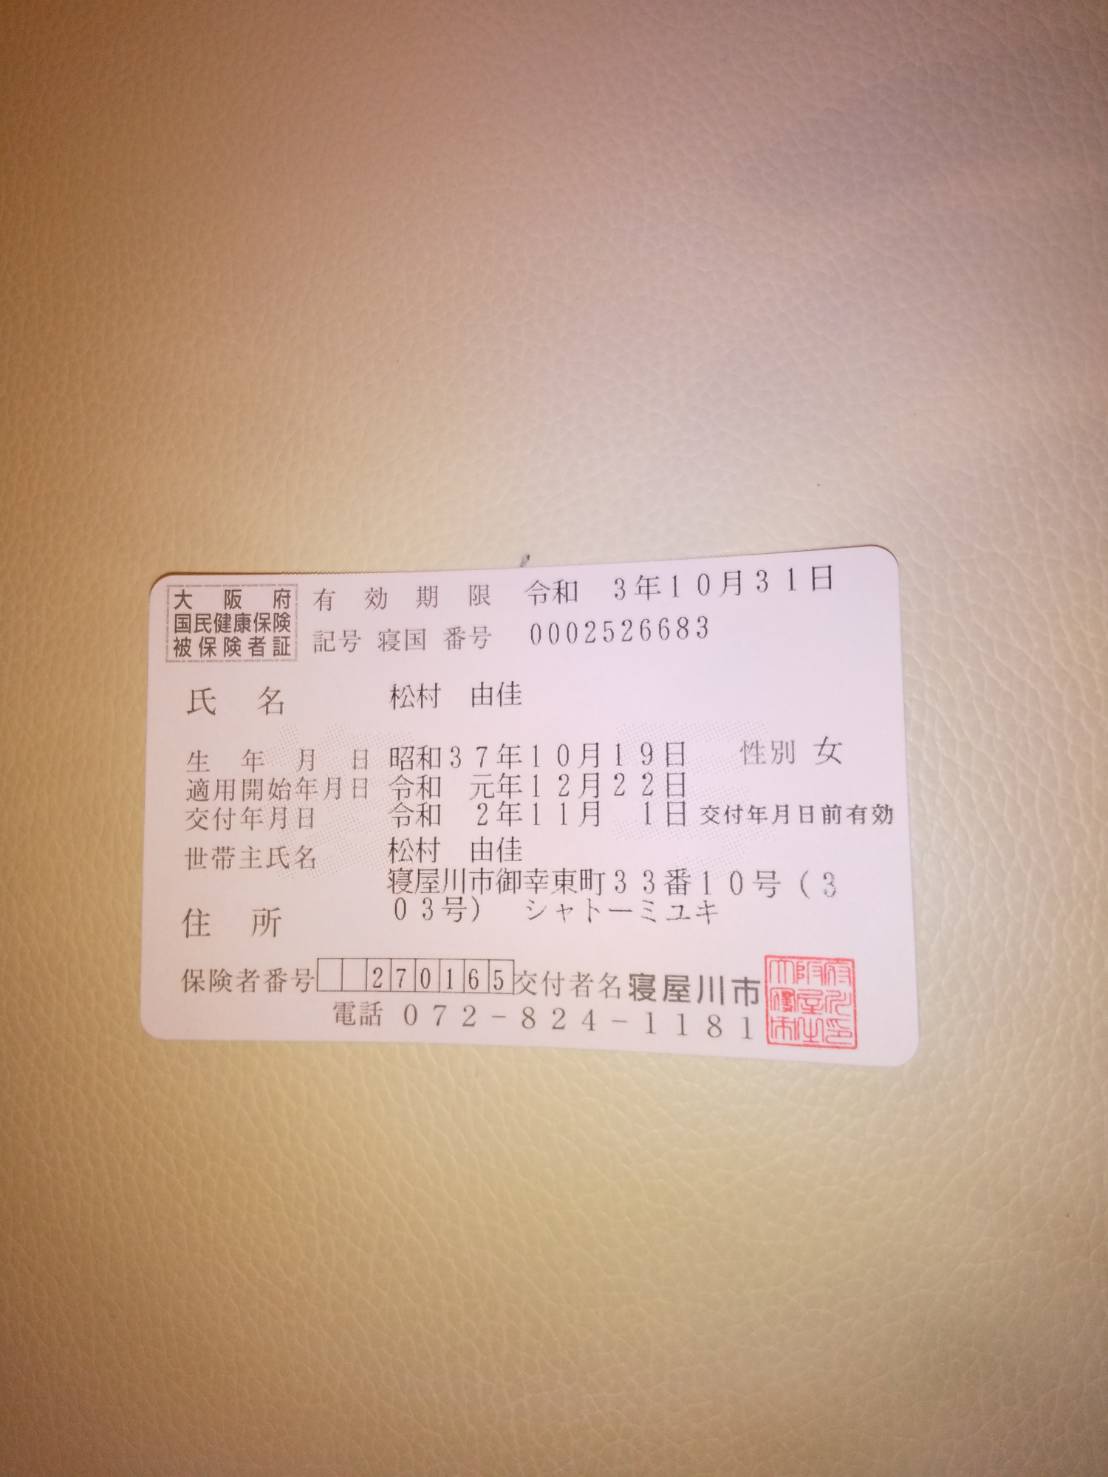 大阪府
国民健康保険
被保険者証
有効期限 令和 3年10月31日
記号 寝国 番号 0002526683
氏名 松村 由佳
生年月日 昭和37年10月19日 性別 女
適用開始年月日 令和 元年12月22日
交付年月日 令和 2年11月 1日 交付年月日前有効
世帯主氏名 松村 由佳
住所 寝屋川市御幸東町33番10号(3
03号) シャトーミユキ
保険者番号 270165 交付者名 寝屋川市
電話 072-824-1181